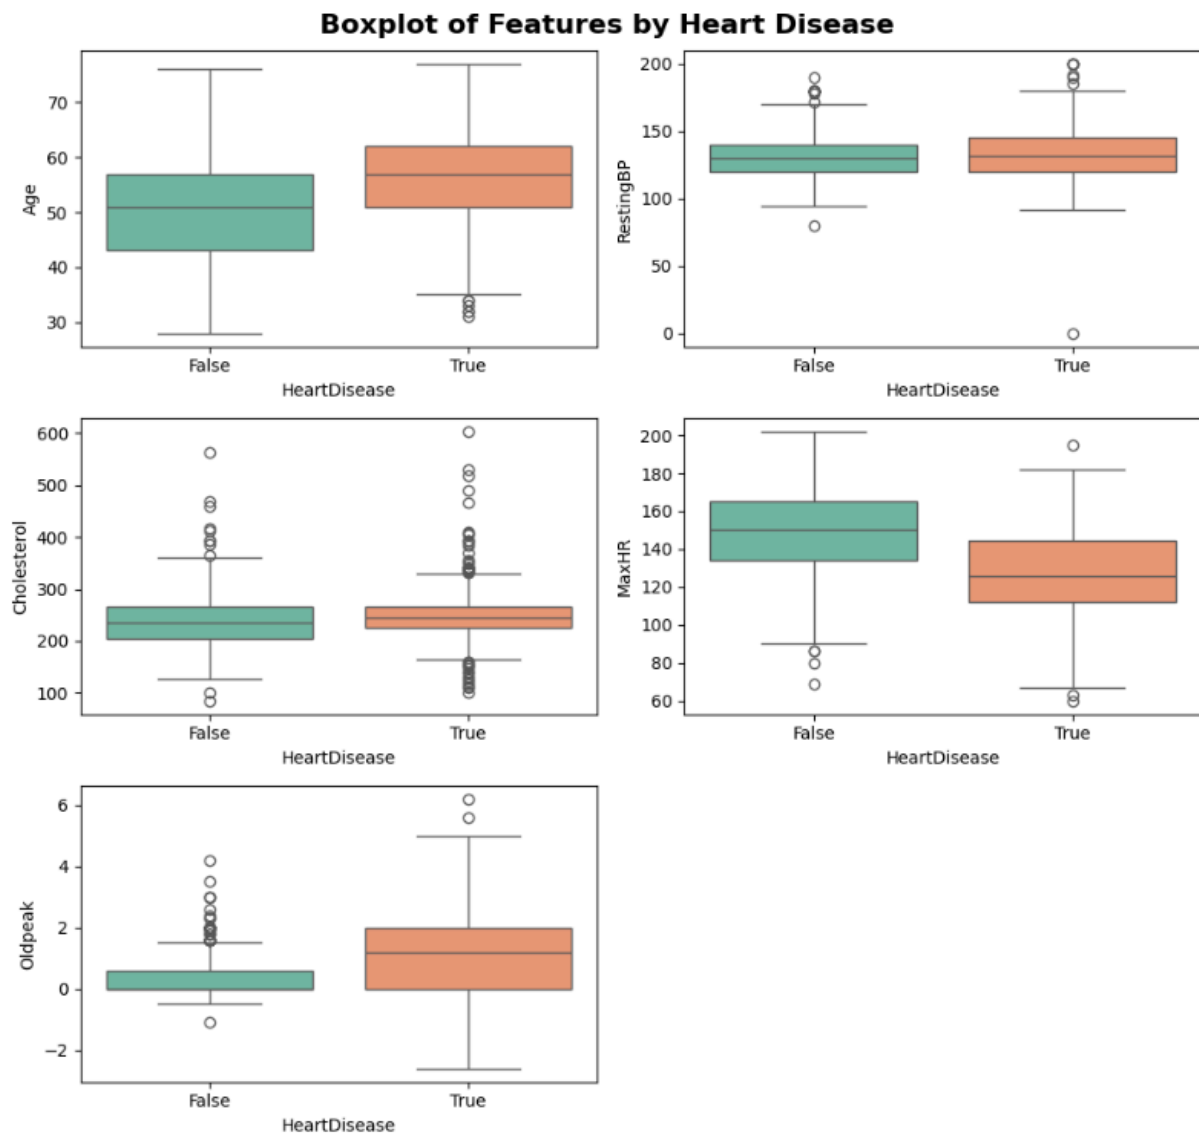 Boxplot of Features by Heart Disease
70
60
50
40
30
Age
False
True
HeartDisease
200
150
100
50
0
RestingBP
False
True
HeartDisease
600
500
400
300
200
100
Cholesterol
False
True
HeartDisease
200
180
160
140
120
100
80
60
MaxHR
False
True
HeartDisease
6
4
2
0
−2
Oldpeak
False
True
HeartDisease